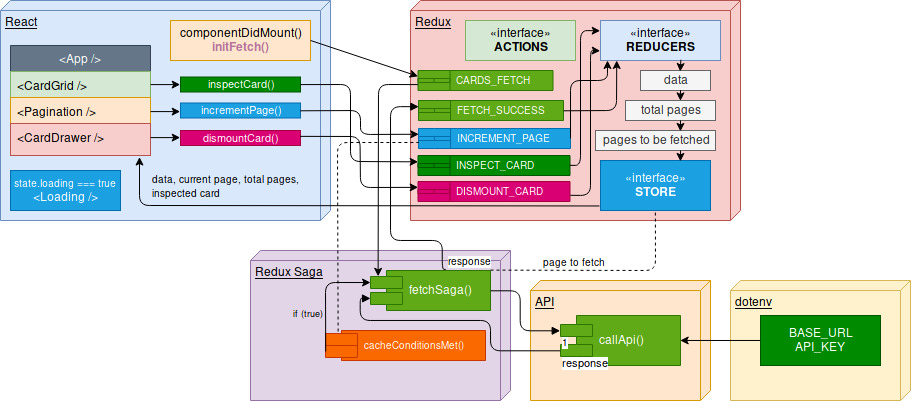 React
componentDidMount()
initFetch()
<App />
<CardGrid />
<Pagination />
<CardDrawer />
inspectCard()
incrementPage()
dismountCard()
state.loading === true
<Loading />
data, current page, total pages,
inspected card
Redux
«interface»
ACTIONS
«interface»
REDUCERS
CARDS_FETCH
FETCH_SUCCESS
INCREMENT_PAGE
INSPECT_CARD
DISMOUNT_CARD
data
total pages
pages to be fetched
«interface»
STORE
response
page to fetch
Redux Saga
fetchSaga()
if (true)
cacheConditionsMet()
API
callApi()
1
response
dotenv
BASE_URL
API_KEY